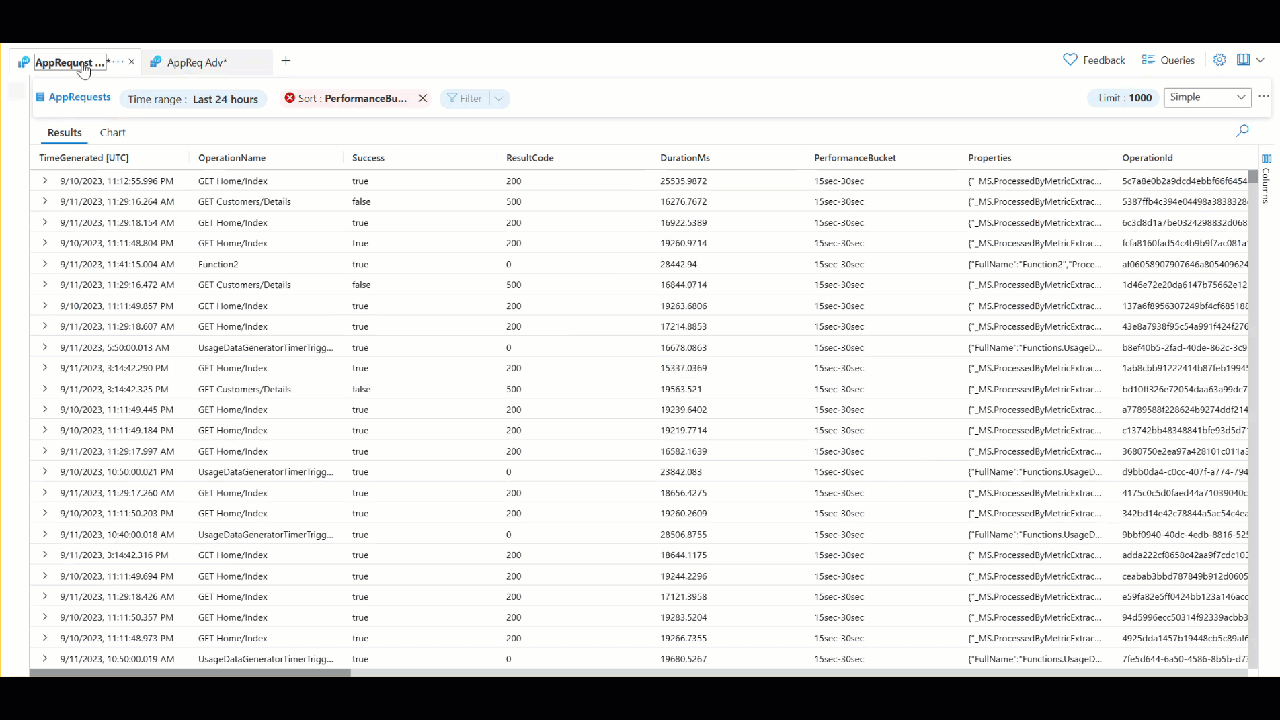 AppRequest ...* ··· × AppReq Adv* + Feedback Queries
AppRequests Time range : Last 24 hours Sort : PerformanceBu... × Filter Limit : 1000 Simple ···
Results Chart
TimeGenerated [UTC] OperationName Success ResultCode DurationMs PerformanceBucket Properties OperationId
9/10/2023, 11:12:55.996 PM GET Home/Index true 200 25535.9872 15sec-30sec {"_MS.ProcessedByMetricExtrac... 5c7a8e0b2a9dcd4ebbf66f6454
9/11/2023, 11:29:16.264 AM GET Customers/Details false 500 16276.7672 15sec-30sec {"_MS.ProcessedByMetricExtrac... 5387ffb4c394e04498a3838328
9/11/2023, 11:29:18.154 AM GET Home/Index true 200 16922.5389 15sec-30sec {"_MS.ProcessedByMetricExtrac... 6c3d8d1a7be0324298832d068
9/10/2023, 11:11:48.804 PM GET Home/Index true 200 19260.9714 15sec-30sec {"_MS.ProcessedByMetricExtrac... fcfa8160fad54c4b9b9f7ac081a
9/11/2023, 11:41:15.004 AM Function2 true 0 28442.94 15sec-30sec {"FullName":"Function2","Proce... af06058907907646a805409624
9/11/2023, 11:29:16.472 AM GET Customers/Details false 500 16844.0714 15sec-30sec {"_MS.ProcessedByMetricExtrac... 1d46e72e20da6147b75662e12
9/10/2023, 11:11:49.857 PM GET Home/Index true 200 19263.6806 15sec-30sec {"_MS.ProcessedByMetricExtrac... 137a6f8956307249bf4cf68518
9/11/2023, 11:29:18.607 AM GET Home/Index true 200 17214.8853 15sec-30sec {"_MS.ProcessedByMetricExtrac... 43e8a7938f95c54a991f424f276
9/11/2023, 5:50:00.013 AM UsageDataGeneratorTimerTrigg... true 0 16678.0863 15sec-30sec {"FullName":"Functions.UsageD... b8ef40b5-2fad-40de-862c-3c9
9/11/2023, 3:14:42.290 PM GET Home/Index true 200 15337.0369 15sec-30sec {"_MS.ProcessedByMetricExtrac... 1ab8cbb91222414b87feb19945
9/11/2023, 3:14:42.325 PM GET Customers/Details false 500 19563.521 15sec-30sec {"_MS.ProcessedByMetricExtrac... bd10ff326e72054daa63a99dc7
9/10/2023, 11:11:49.445 PM GET Home/Index true 200 19239.6402 15sec-30sec {"_MS.ProcessedByMetricExtrac... a7789588f228624b9274ddf214
9/10/2023, 11:11:49.184 PM GET Home/Index true 200 19219.7714 15sec-30sec {"_MS.ProcessedByMetricExtrac... c13742bb48348841bfe93d5d71
9/11/2023, 11:29:17.997 AM GET Home/Index true 200 16582.1639 15sec-30sec {"_MS.ProcessedByMetricExtrac... 3680750e2ea97a428101c011a3
9/10/2023, 10:50:00.021 PM UsageDataGeneratorTimerTrigg... true 0 23842.083 15sec-30sec {"FullName":"Functions.UsageD... d9bb0da4-c0cc-407f-a774-794
9/11/2023, 11:29:17.260 AM GET Home/Index true 200 18656.4275 15sec-30sec {"_MS.ProcessedByMetricExtrac... 4175c0c5d0faed44a71039040c
9/10/2023, 11:11:50.203 PM GET Home/Index true 200 19260.2609 15sec-30sec {"_MS.ProcessedByMetricExtrac... 342bd14e42c78844a5ac54c4ea
9/11/2023, 10:40:00.018 AM UsageDataGeneratorTimerTrigg... true 0 28506.8755 15sec-30sec {"FullName":"Functions.UsageD... 9bbf0940-40dc-4edb-8816-525
9/11/2023, 3:14:42.316 PM GET Home/Index true 200 18644.1175 15sec-30sec {"_MS.ProcessedByMetricExtrac... adda222cf8658c42aa9f7cdc103
9/10/2023, 11:11:49.694 PM GET Home/Index true 200 19244.2296 15sec-30sec {"_MS.ProcessedByMetricExtrac... ceabab3bbd787849b912d0605
9/11/2023, 11:29:18.426 AM GET Home/Index true 200 17121.3958 15sec-30sec {"_MS.ProcessedByMetricExtrac... e59fa82e5ff0424bb123a146ac
9/10/2023, 11:11:50.357 PM GET Home/Index true 200 19283.5204 15sec-30sec {"_MS.ProcessedByMetricExtrac... 94d5996ecc50314f92339acbb3
9/10/2023, 11:11:48.973 PM GET Home/Index true 200 19266.7355 15sec-30sec {"_MS.ProcessedByMetricExtrac... 4925dda1457b19448cb5c89af6
9/11/2023, 10:50:00.019 AM UsageDataGeneratorTimerTrigg... true 0 19680.5267 15sec-30sec {"FullName":"Functions.UsageD... 7fe5d644-6a50-4586-8b5b-d7
Columns